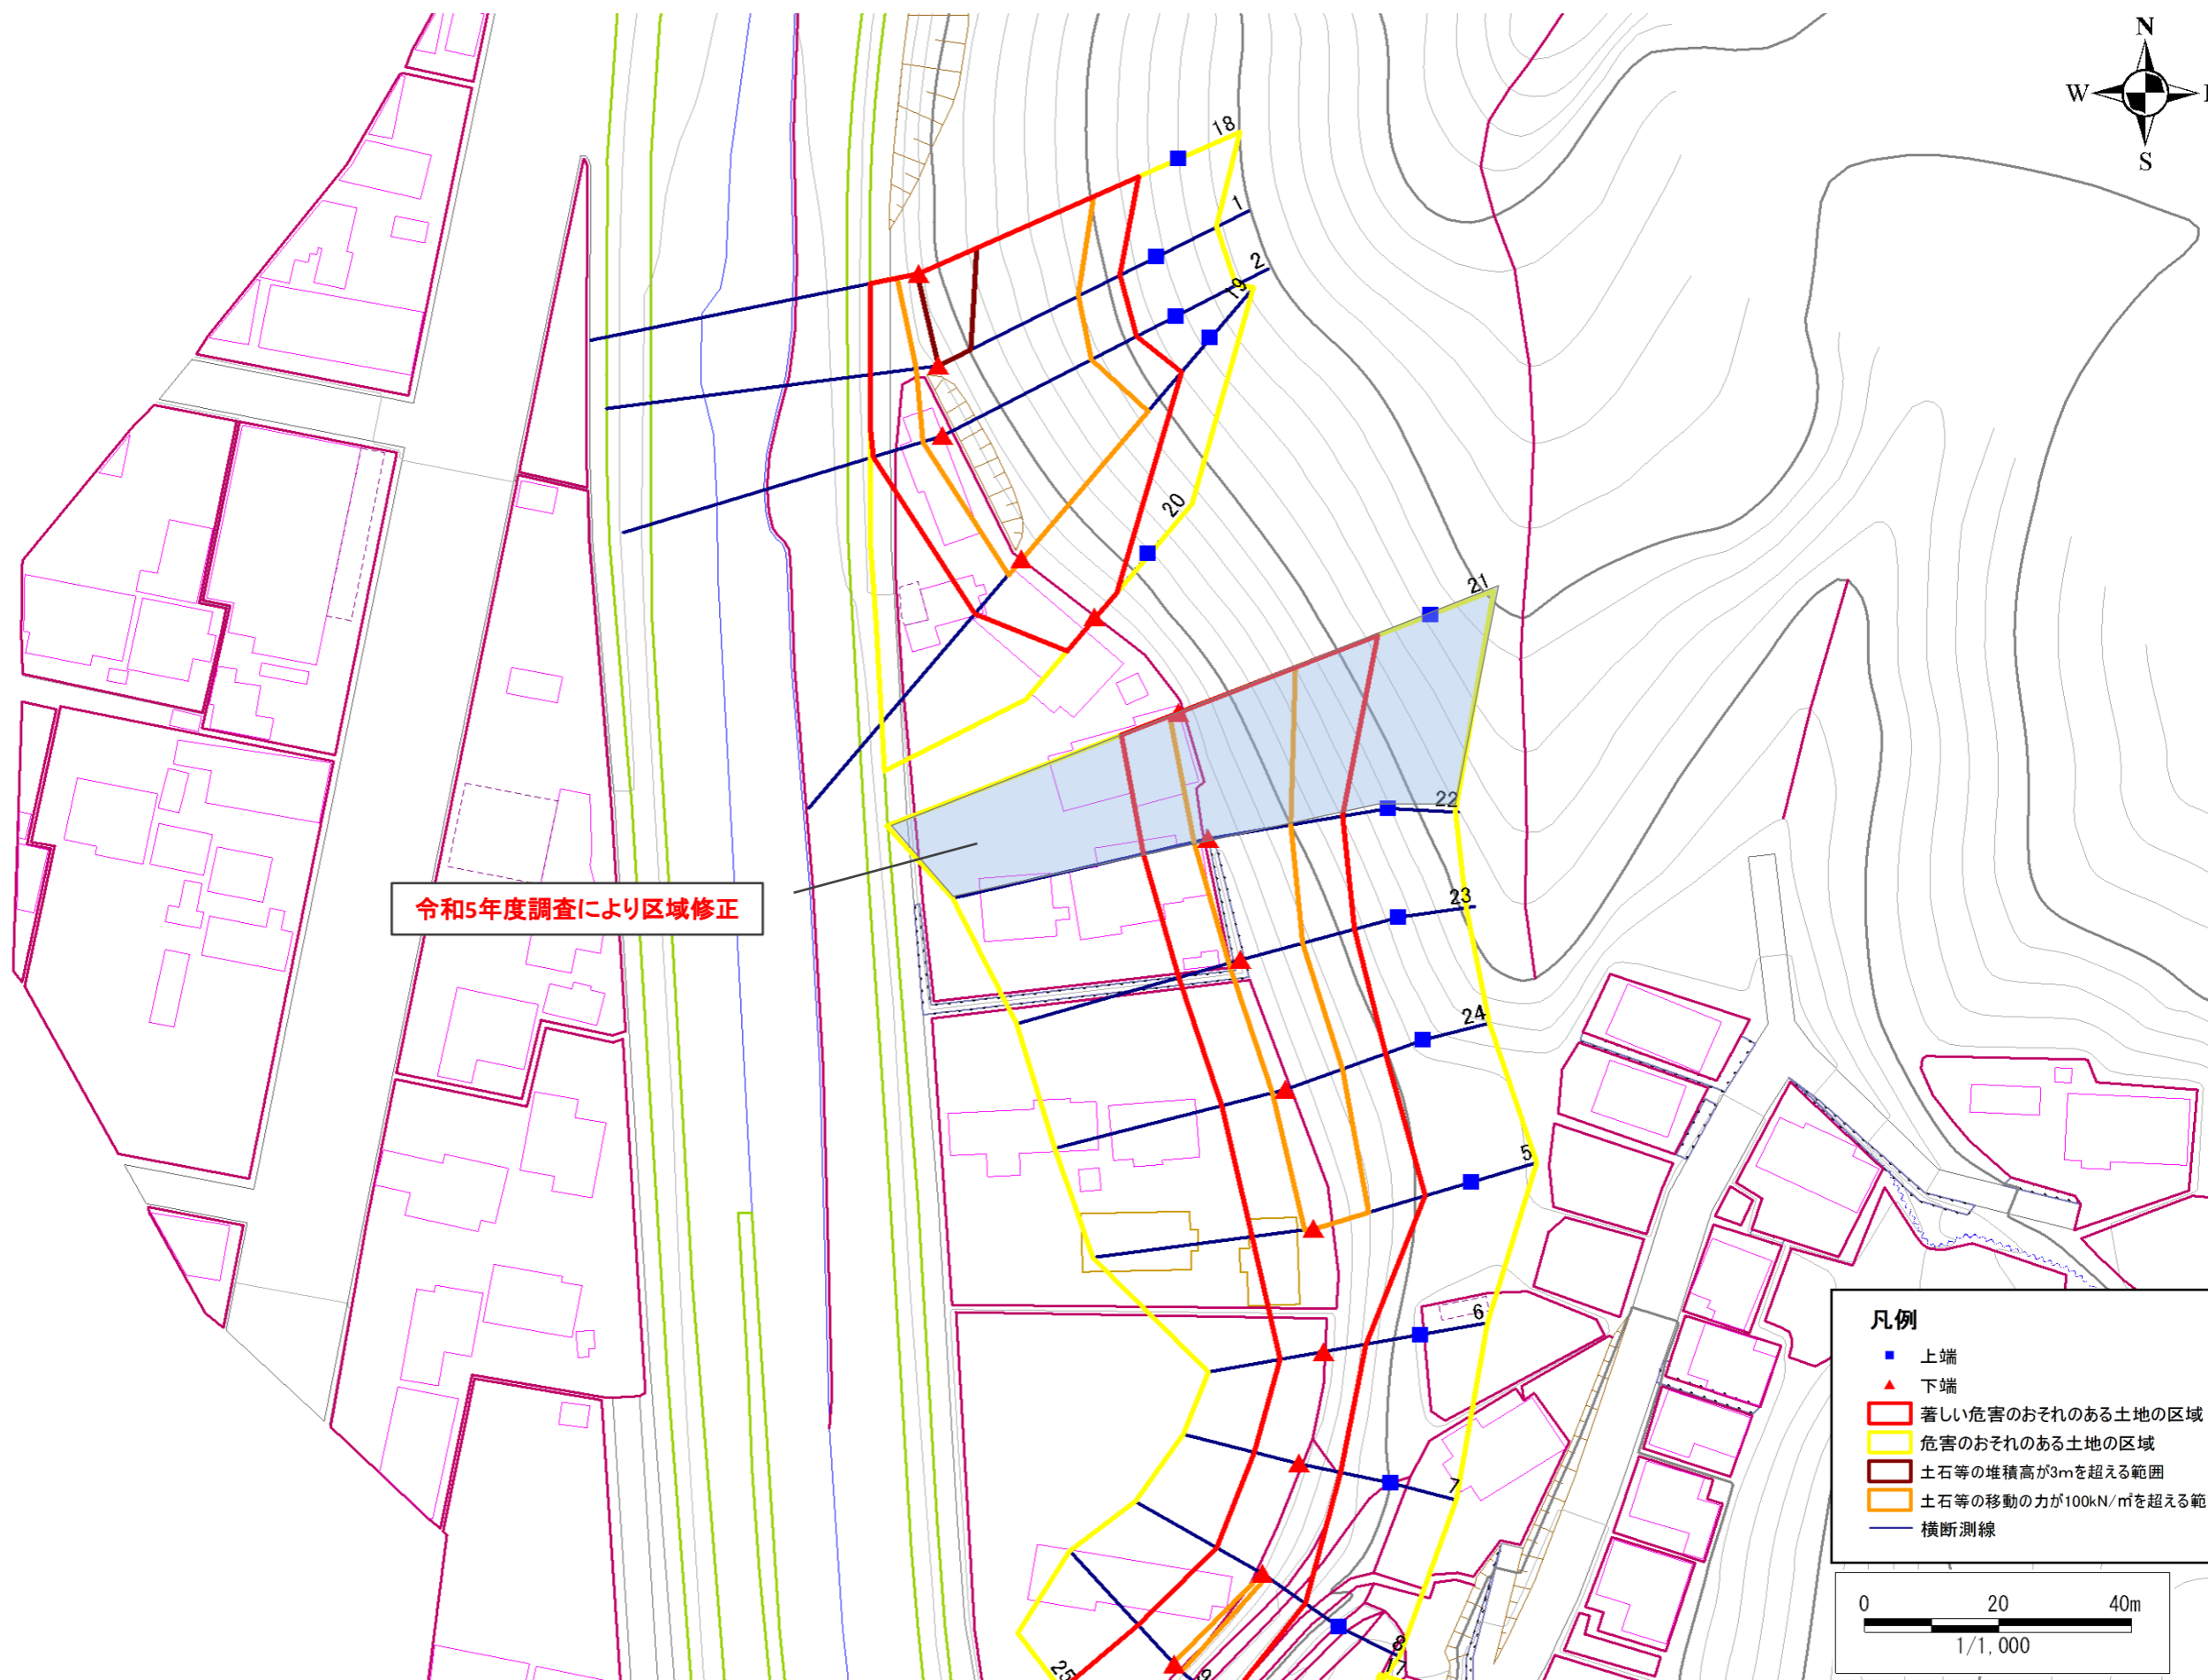 N
W
S
18
1
2
19
20
21
22
令和5年度調査により区域修正
23
24
5
6
7
8
17
9
25
凡例
上端
下端
著しい危害のおそれのある土地の区域
危害のおそれのある土地の区域
土石等の堆積高が3mを超える範囲
土石等の移動の力が100kN/㎡を超える範
横断測線
0 20 40m
1/1,000